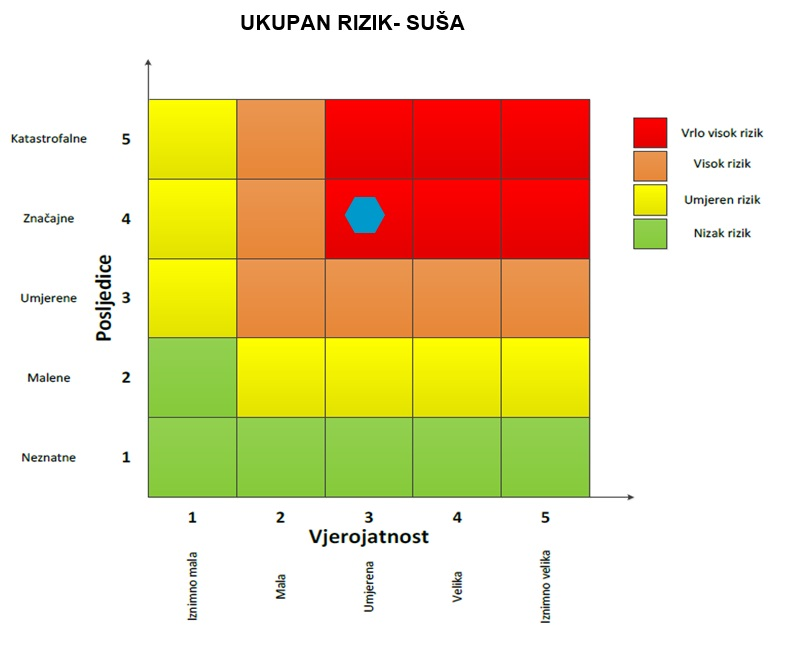 UKUPAN RIZIK- SUŠA
Katastrofalne 5
Značajne 4
Umjerene 3
Malene 2
Neznatne 1
Posljedice
1 2 3 4 5
Vjerojatnost
Iznimno mala
Mala
Umjerena
Velika
Iznimno velika
Vrlo visok rizik
Visok rizik
Umjeren rizik
Nizak rizik